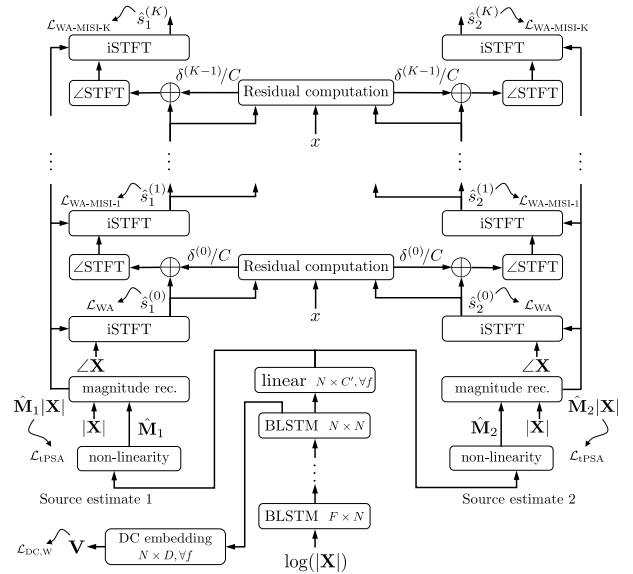 𝓛_WA-MISI-K ŝ_1^(K) ŝ_2^(K) 𝓛_WA-MISI-K
iSTFT iSTFT
δ^(K−1)/C δ^(K−1)/C
∠STFT ⊕ Residual computation ⊕ ∠STFT
x
⋮ ⋮ ⋮ ⋮
𝓛_WA-MISI-1 ŝ_1^(1) ŝ_2^(1) 𝓛_WA-MISI-1
iSTFT iSTFT
δ^(0)/C δ^(0)/C
∠STFT ⊕ Residual computation ⊕ ∠STFT
𝓛_WA ŝ_1^(0) ŝ_2^(0) 𝓛_WA
x
iSTFT iSTFT
∠𝐗 ∠𝐗
magnitude rec. linear N × C′, ∀f magnitude rec.
𝐌̂_1|𝐗| |𝐗| 𝐌̂_1 𝐌̂_2 |𝐗| 𝐌̂_2|𝐗|
BLSTM N × N
𝓛_tPSA non-linearity non-linearity 𝓛_tPSA
⋮ ⋮
Source estimate 1 Source estimate 2
BLSTM F × N
DC embedding
𝓛_DC,W 𝐕 N × D, ∀f
log(|𝐗|)